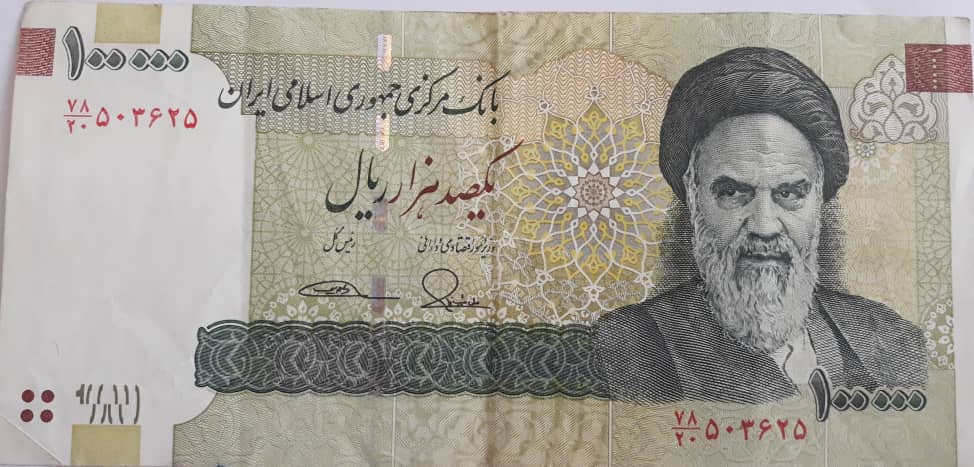 ۱۰۰۰۰۰
۷۸/۲۰ ۵۰۳۶۲۵
بانک مرکزی جمهوری اسلامی ایران
یکصد هزار ریال
وزیر امور اقتصادی و دارائی
رئیس کل
۷۸/۲۰ ۵۰۳۶۲۵
۱۰۰۰۰۰